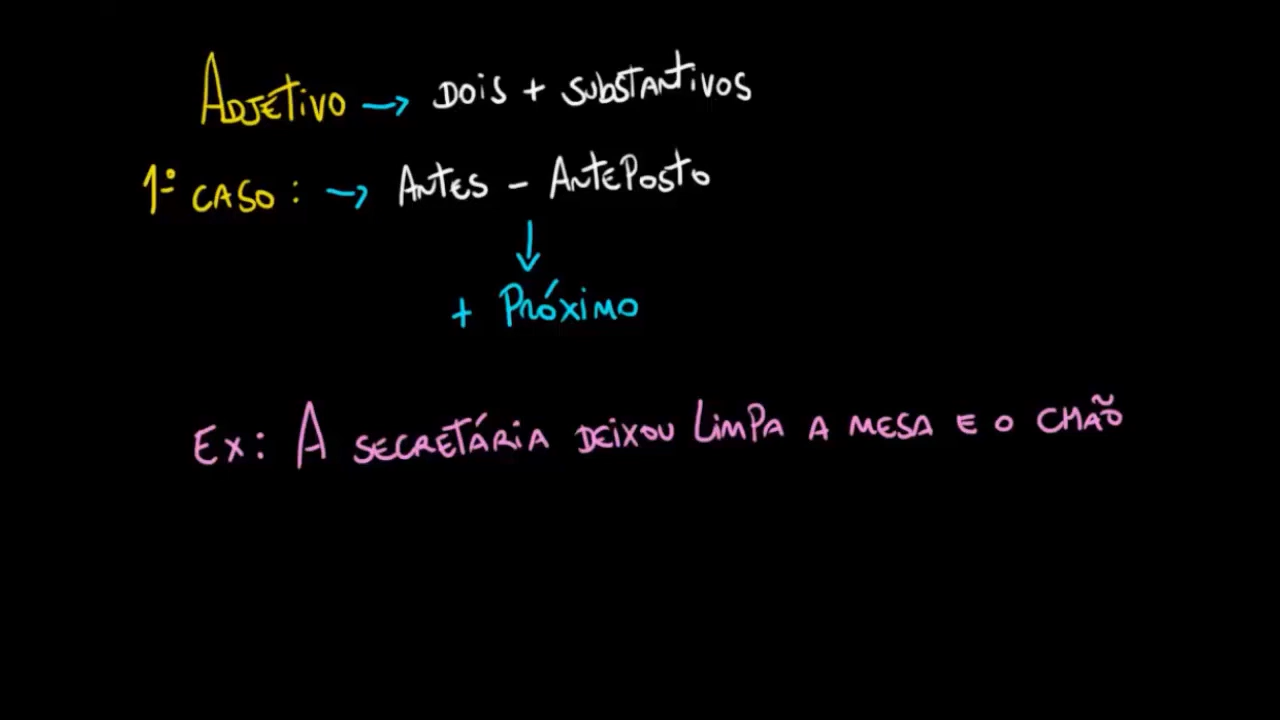 ADJETIVO → DOIS + SUBSTANTIVOS
1º CASO: → ANTES - ANTEPOSTO
↓
+ PRÓXIMO
EX: A SECRETÁRIA DEIXOU LIMPA A MESA E O CHÃO